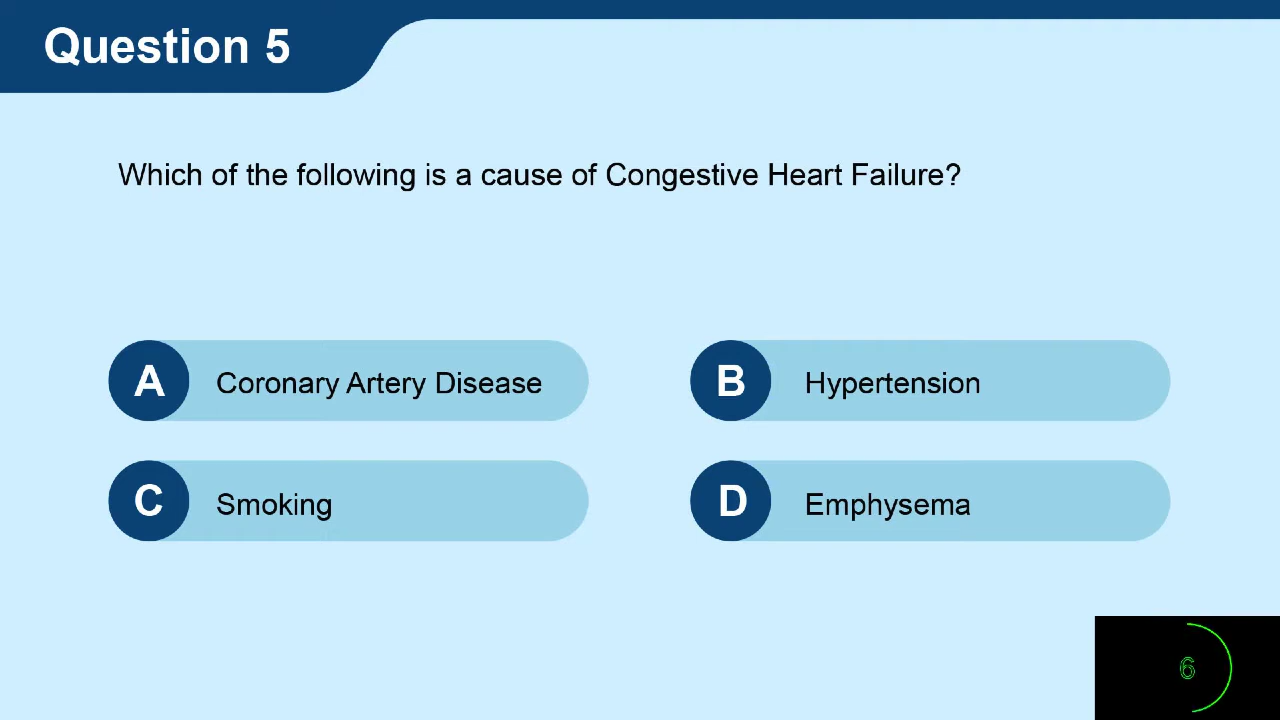 Question 5
Which of the following is a cause of Congestive Heart Failure?
A Coronary Artery Disease
B Hypertension
C Smoking
D Emphysema
6